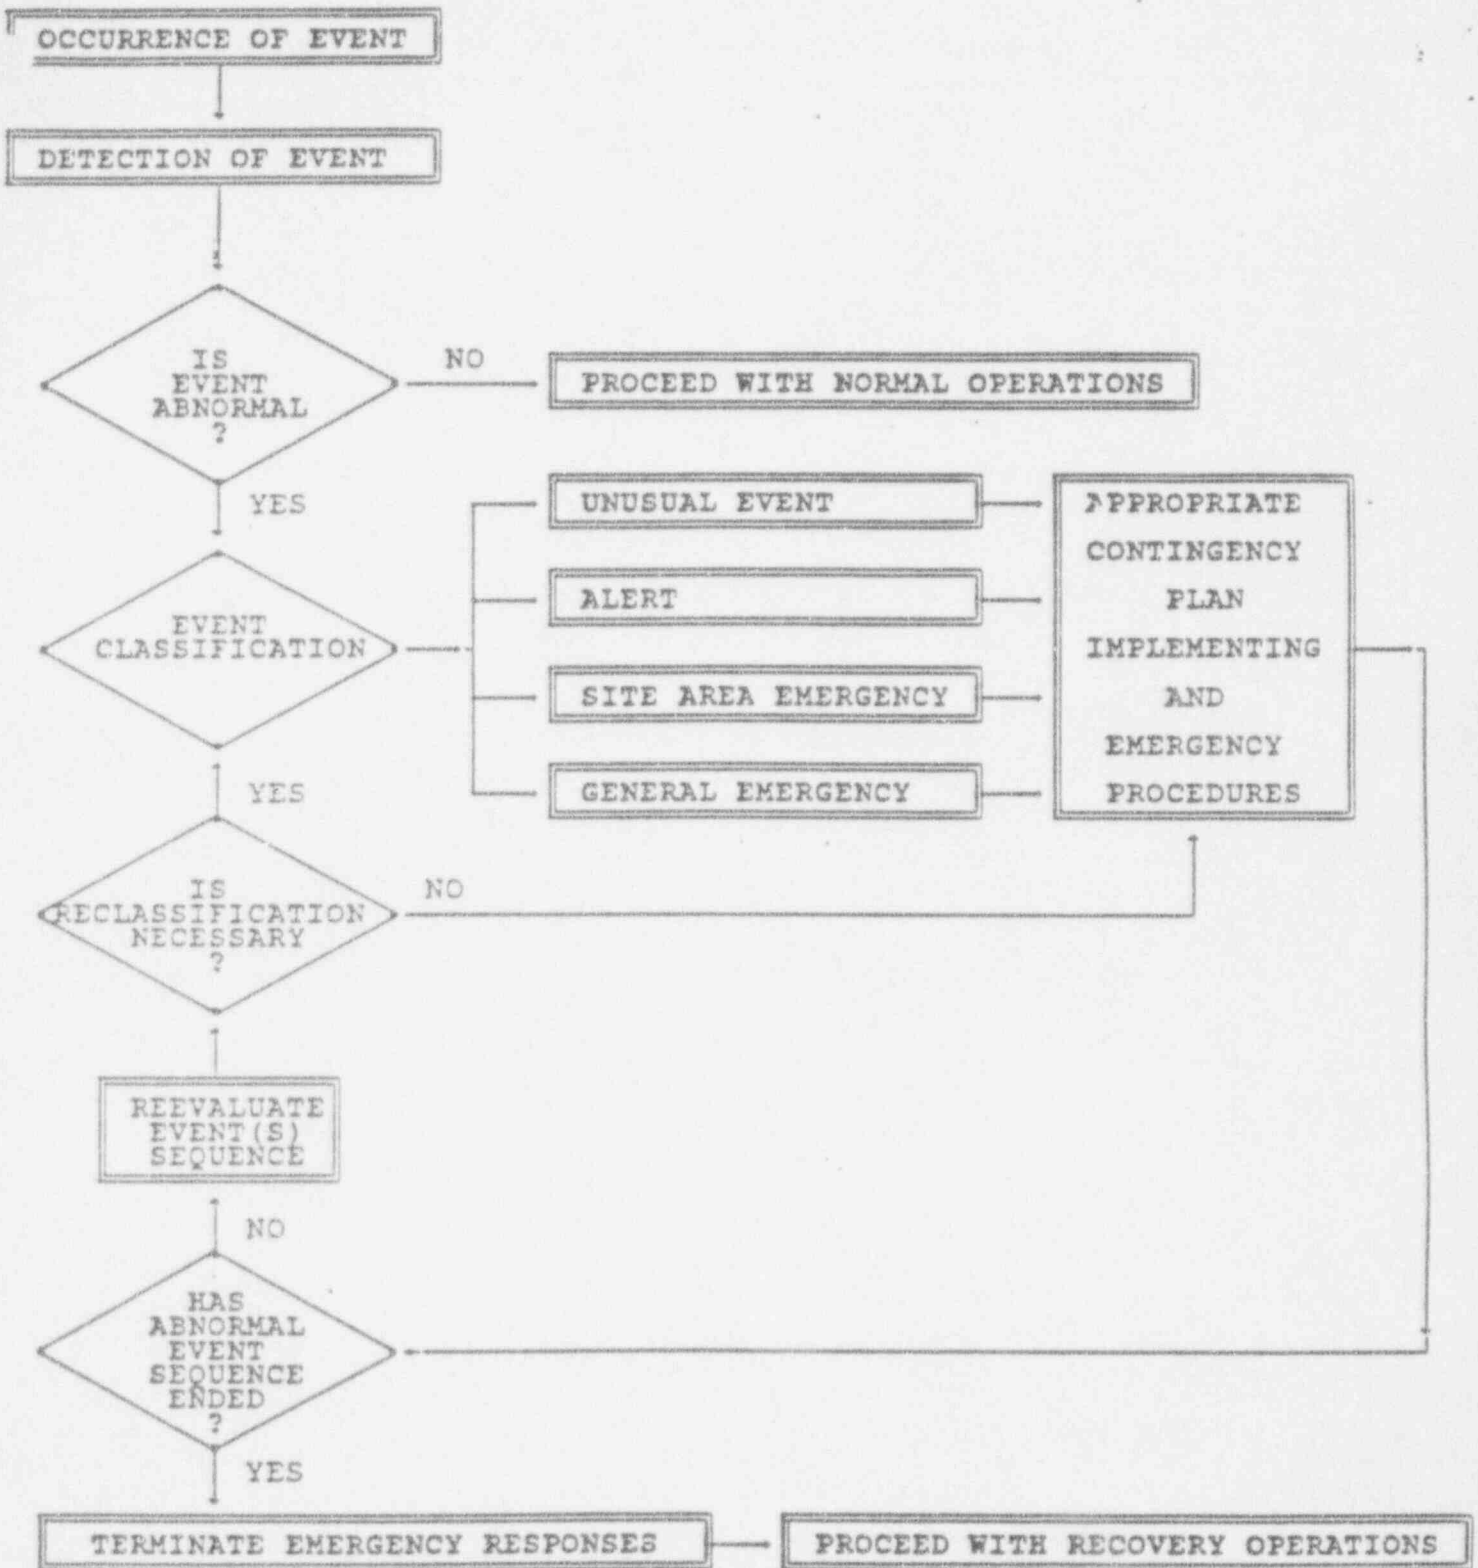 OCCURRENCE OF EVENT
DETECTION OF EVENT
IS
EVENT
ABNORMAL
?
NO
PROCEED WITH NORMAL OPERATIONS
YES
EVENT
CLASSIFICATION
UNUSUAL EVENT
ALERT
SITE AREA EMERGENCY
GENERAL EMERGENCY
APPROPRIATE
CONTINGENCY
PLAN
IMPLEMENTING
AND
EMERGENCY
PROCEDURES
YES
IS
RECLASSIFICATION
NECESSARY
?
NO
REEVALUATE
EVENT(S)
SEQUENCE
NO
HAS
ABNORMAL
EVENT
SEQUENCE
ENDED
?
YES
TERMINATE EMERGENCY RESPONSES
PROCEED WITH RECOVERY OPERATIONS